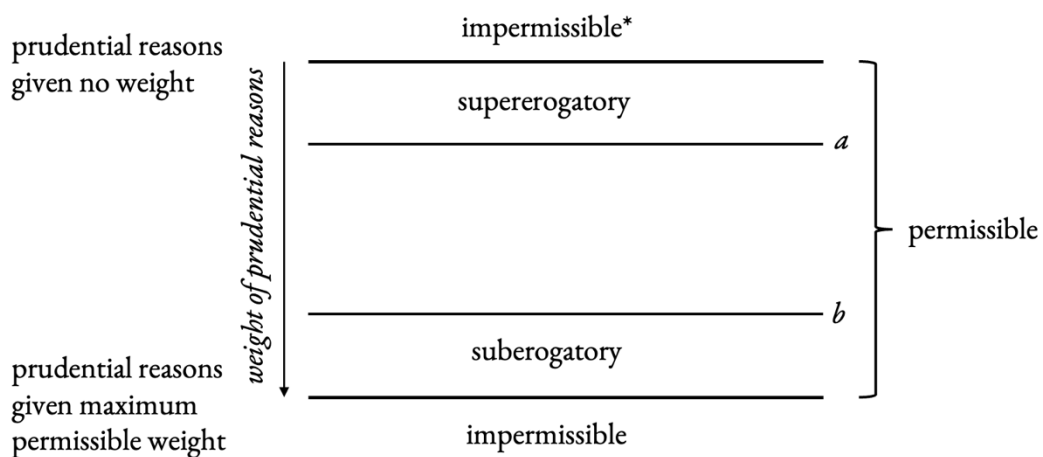 impermissible*
prudential reasons
given no weight
weight of prudential reasons
supererogatory
a
permissible
b
suberogatory
prudential reasons
given maximum
permissible weight
impermissible